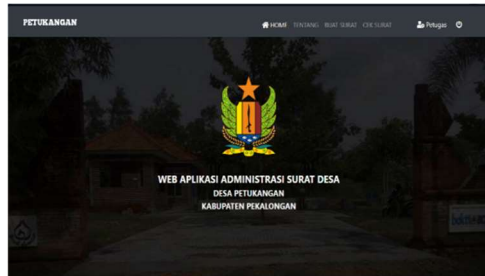 PETUKANGAN
HOME TENTANG BUAT SURAT CEK SURAT Petugas
WEB APLIKASI ADMINISTRASI SURAT DESA
DESA PETUKANGAN
KABUPATEN PEKALONGAN